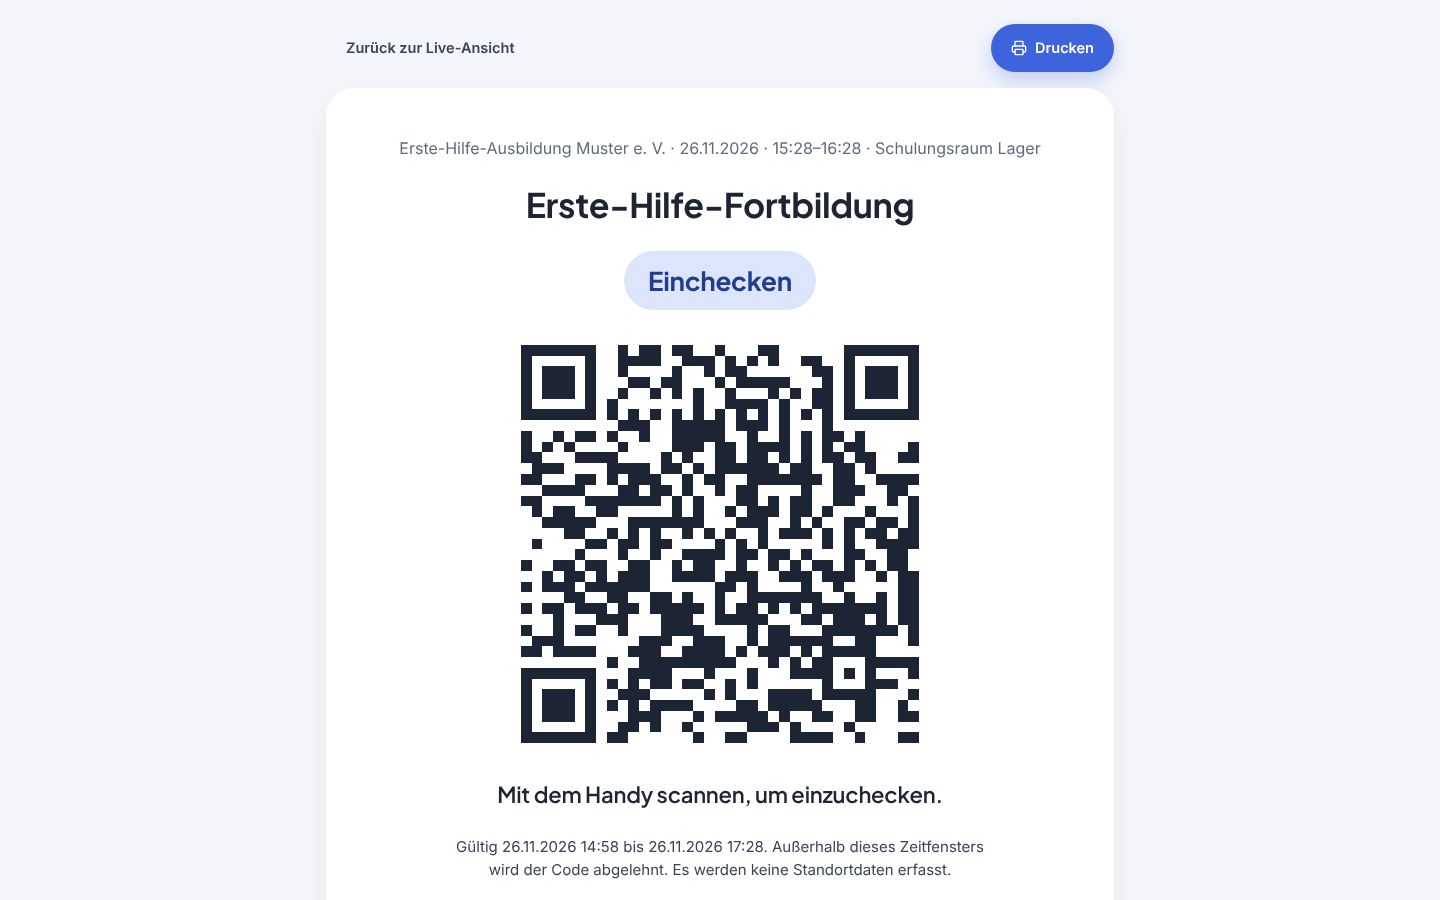 Zurück zur Live-Ansicht
Drucken
Erste-Hilfe-Ausbildung Muster e. V. · 26.11.2026 · 15:28–16:28 · Schulungsraum Lager
Erste-Hilfe-Fortbildung
Einchecken
Mit dem Handy scannen, um einzuchecken.
Gültig 26.11.2026 14:58 bis 26.11.2026 17:28. Außerhalb dieses Zeitfensters
wird der Code abgelehnt. Es werden keine Standortdaten erfasst.